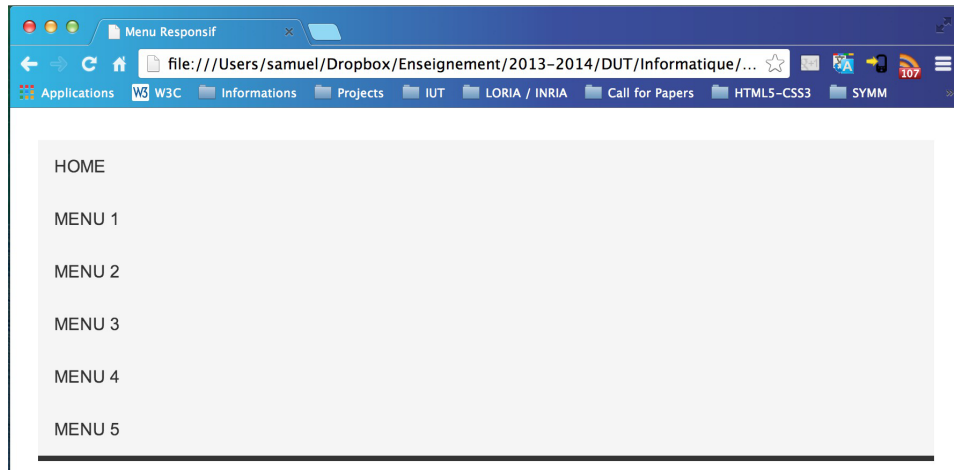 Menu Responsif
file:///Users/samuel/Dropbox/Enseignement/2013-2014/DUT/Informatique/...
107
Applications W3 W3C Informations Projects IUT LORIA / INRIA Call for Papers HTML5-CSS3 SYMM »
HOME
MENU 1
MENU 2
MENU 3
MENU 4
MENU 5